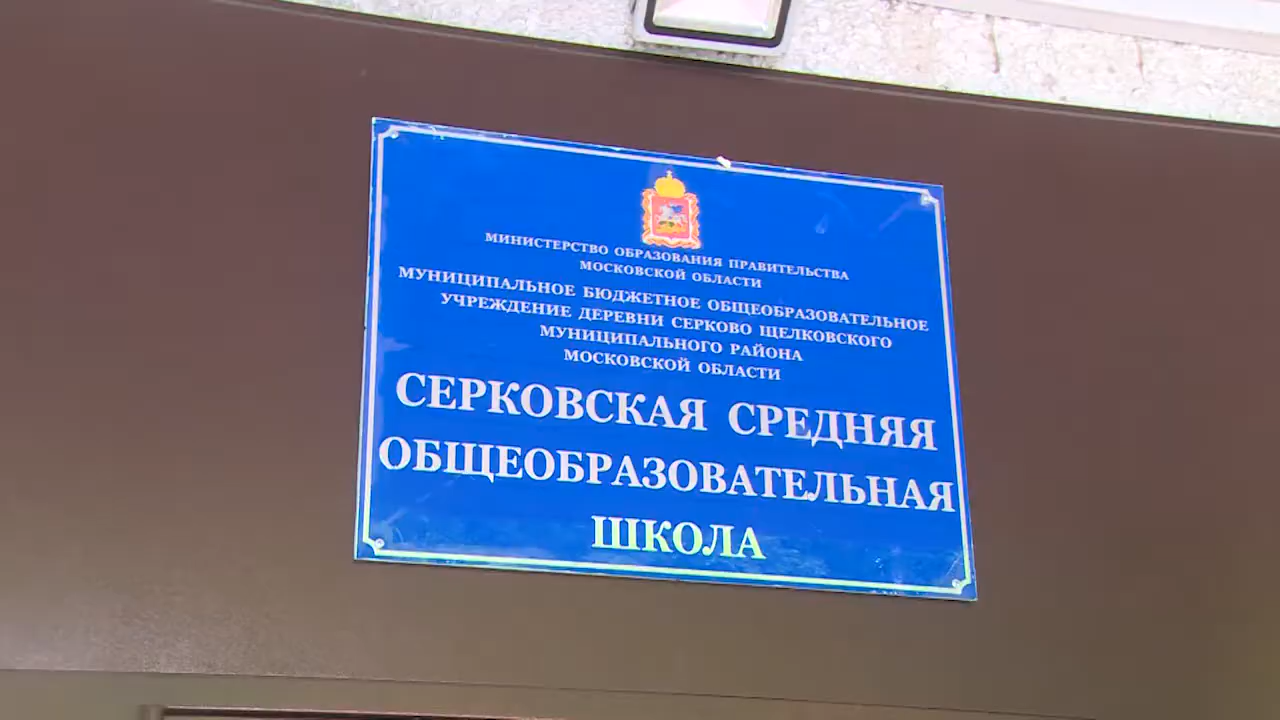 МИНИСТЕРСТВО ОБРАЗОВАНИЯ ПРАВИТЕЛЬСТВА
МОСКОВСКОЙ ОБЛАСТИ
МУНИЦИПАЛЬНОЕ БЮДЖЕТНОЕ ОБЩЕОБРАЗОВАТЕЛЬНОЕ
УЧРЕЖДЕНИЕ ДЕРЕВНИ СЕРКОВО ЩЕЛКОВСКОГО
МУНИЦИПАЛЬНОГО РАЙОНА
МОСКОВСКОЙ ОБЛАСТИ
СЕРКОВСКАЯ СРЕДНЯЯ
ОБЩЕОБРАЗОВАТЕЛЬНАЯ
ШКОЛА